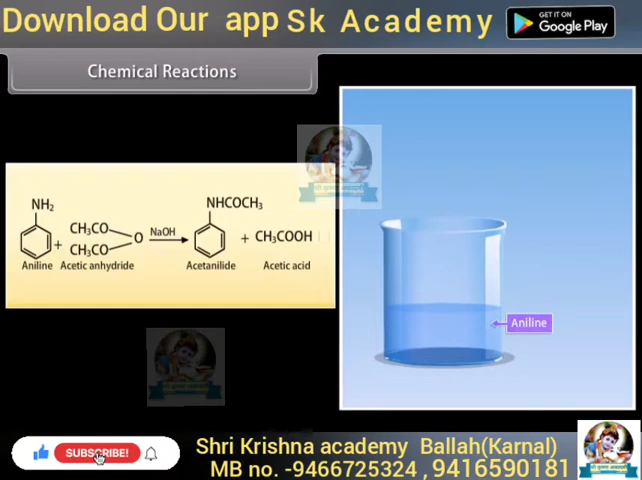 Download Our app Sk Academy
GET IT ON
Google Play
Chemical Reactions
NH₂
CH₃CO
CH₃CO
O
+
NaOH
NHCOCH₃
+ CH₃COOH
Aniline Acetic anhydride Acetanilide Acetic acid
Aniline
SUBSCRIBE!
Shri Krishna academy Ballah(Karnal)
MB no. -9466725324 , 9416590181